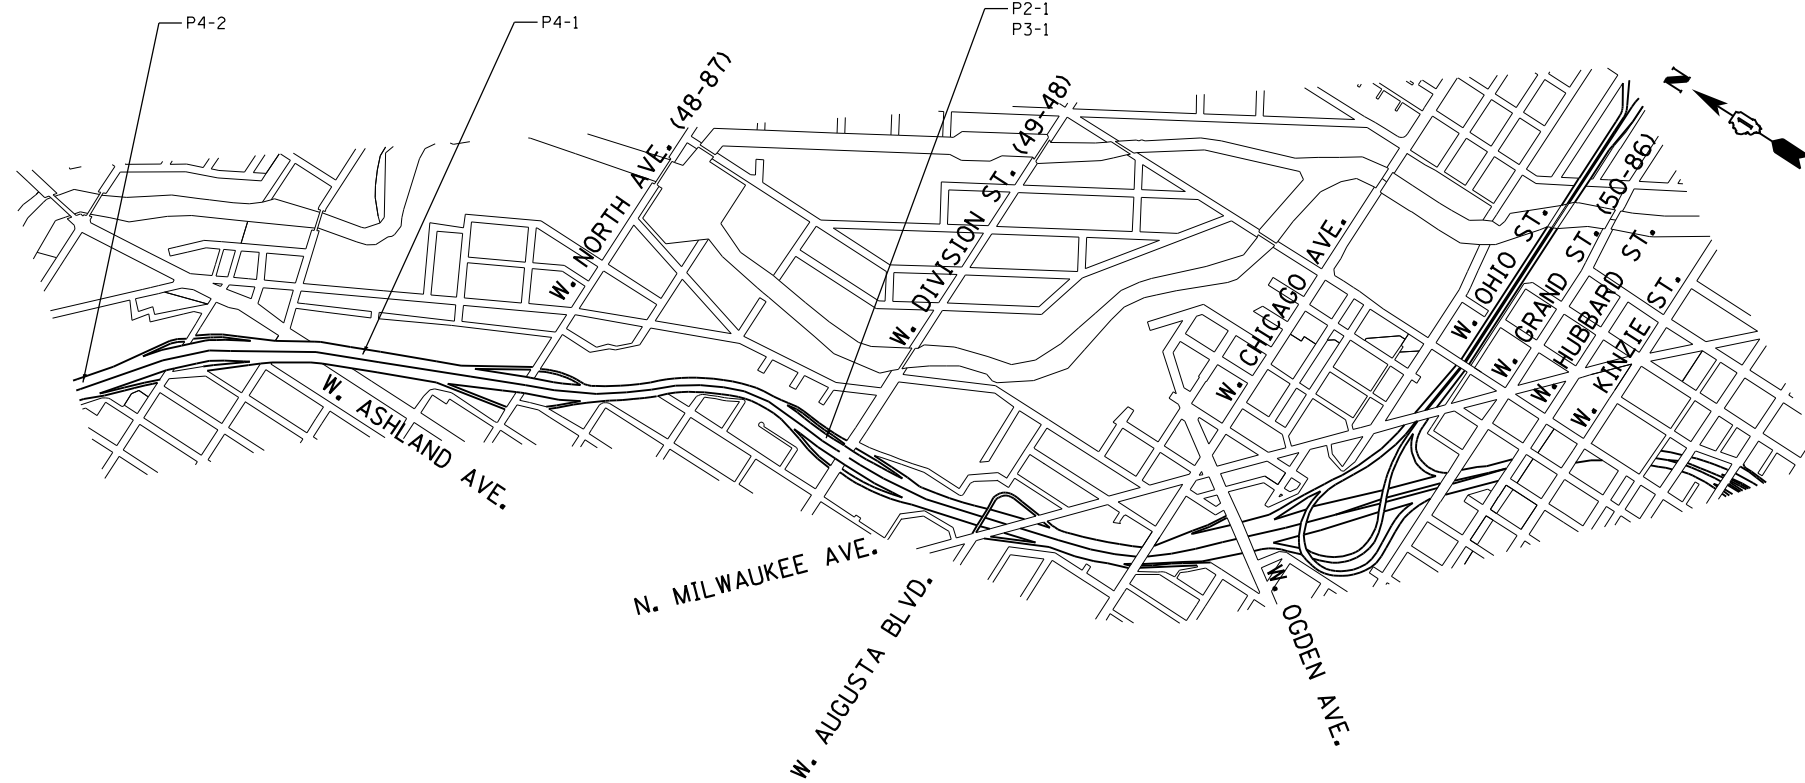 P4-2
P4-1
P2-1
P3-1
W. NORTH AVE. (48-87)
W. DIVISION ST. (49-48)
W. CHICAGO AVE.
W. OHIO ST.
W. GRAND ST. (50-86)
W. HUBBARD ST.
W. KINZIE ST.
N
W. ASHLAND AVE.
N. MILWAUKEE AVE.
W. AUGUSTA BLVD.
W. OGDEN AVE.